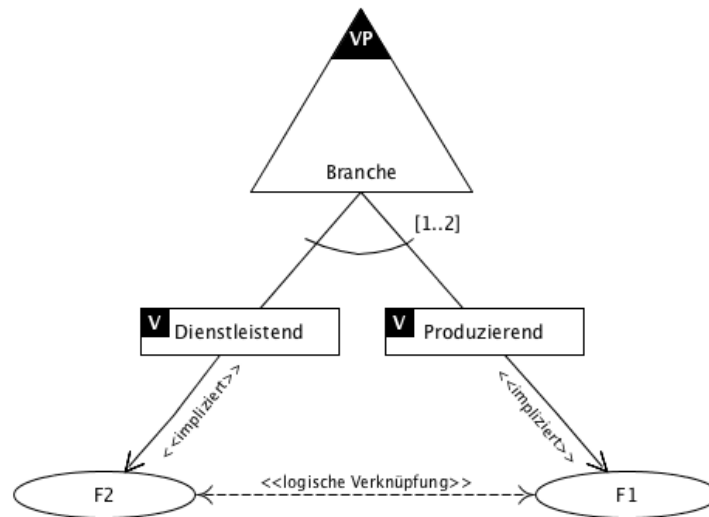 VP
Branche
[1..2]
V
Dienstleistend
V
Produzierend
<<impliziert>>
<<impliziert>>
<<logische Verknüpfung>>
F2
F1